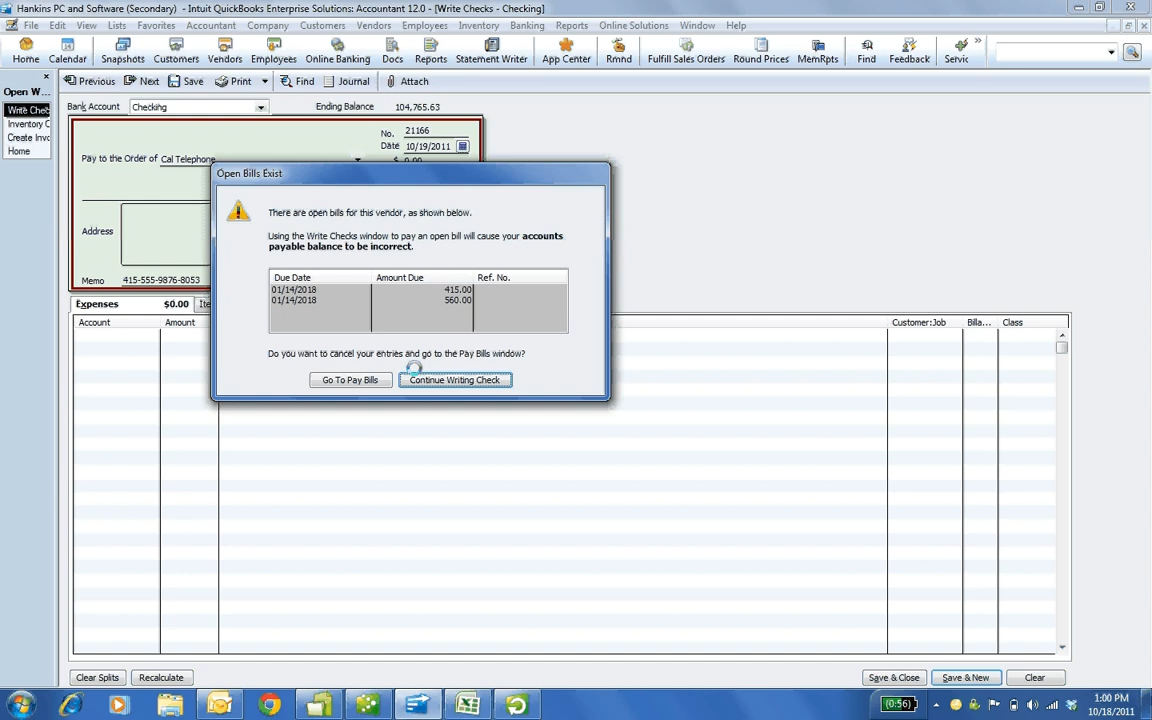 Hankins PC and Software (Secondary) - Intuit QuickBooks Enterprise Solutions: Accountant 12.0 - [Write Checks - Checking]
File Edit View Lists Favorites Accountant Company Customers Vendors Employees Inventory Banking Reports Online Solutions Window Help
Home Calendar Snapshots Customers Vendors Employees Online Banking Docs Reports Statement Writer App Center Rmnd Fulfill Sales Orders Round Prices MemRpts Find Feedback Servic
Previous Next Save Print Find Journal Attach
Open W...
Write Chec
Inventory C
Create Invo
Home
Bank Account Checking Ending Balance 104,765.63
No. 21166
Date 10/19/2011
Pay to the Order of Cal Telephone $ 0.00
Address
Memo 415-555-9876-8053
Open Bills Exist
There are open bills for this vendor, as shown below.
Using the Write Checks window to pay an open bill will cause your accounts
payable balance to be incorrect.
Due Date Amount Due Ref. No.
01/14/2018 415.00
01/14/2018 560.00
Do you want to cancel your entries and go to the Pay Bills window?
Go To Pay Bills Continue Writing Check
Expenses $0.00 Ite
Account Amount Customer:Job Billa... Class
Clear Splits Recalculate Save & Close Save & New Clear
(0:56) 1:00 PM
10/18/2011